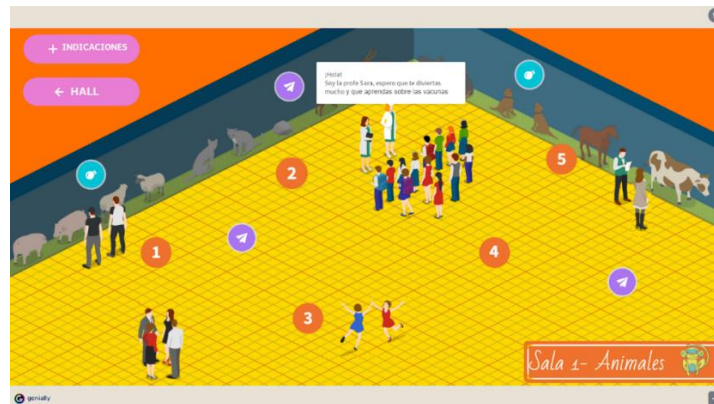 + INDICACIONES
← HALL
¡Hola!
Soy la profe Sara, espero que te diviertas
mucho y que aprendas sobre las vacunas
2
5
1
4
3
Sala 1- Animales
genially